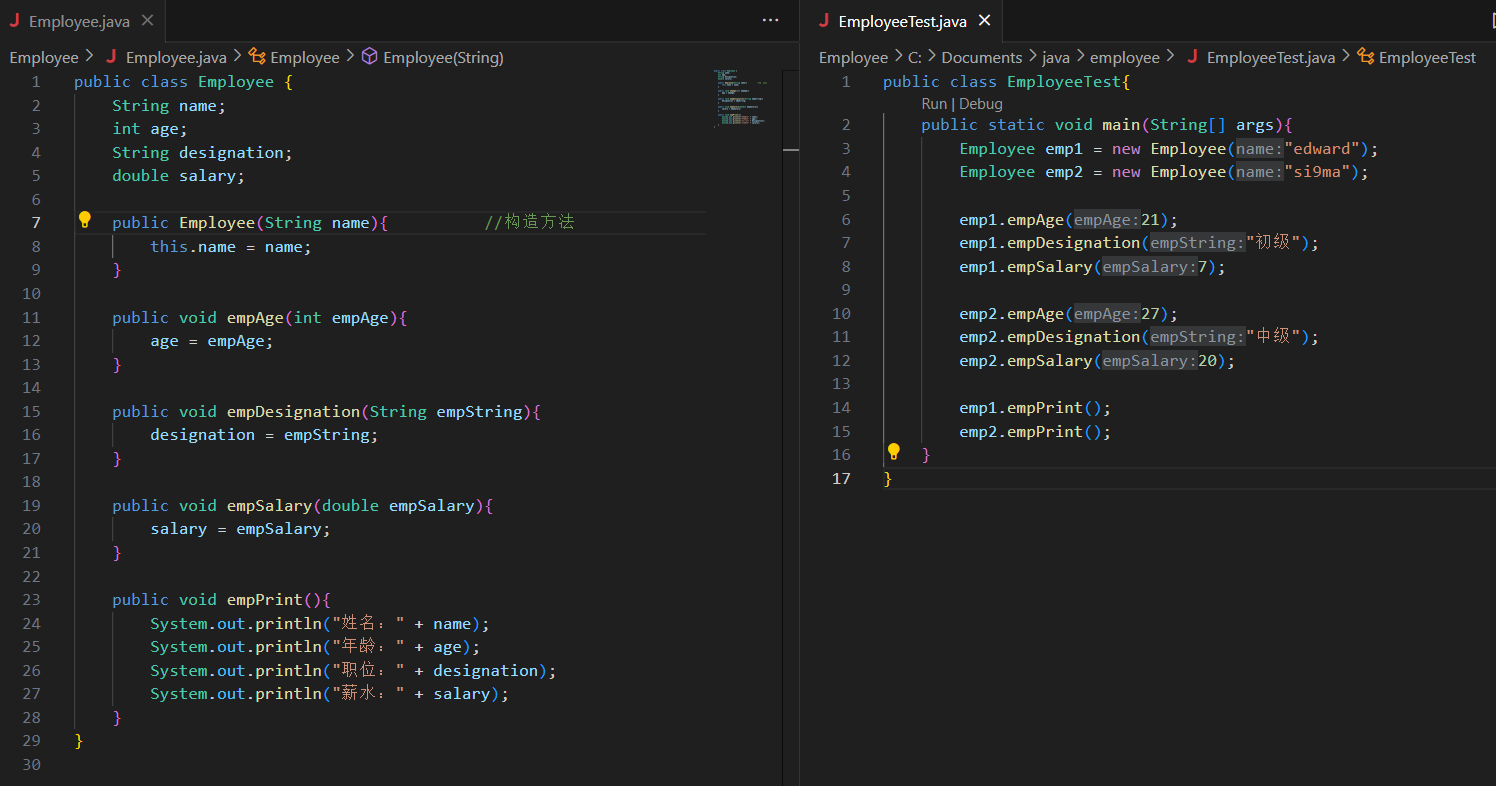 Employee.java
Employee > Employee.java > Employee > Employee(String)
1 public class Employee {
2 String name;
3 int age;
4 String designation;
5 double salary;
6
7 public Employee(String name){ //构造方法
8 this.name = name;
9 }
10
11 public void empAge(int empAge){
12 age = empAge;
13 }
14
15 public void empDesignation(String empString){
16 designation = empString;
17 }
18
19 public void empSalary(double empSalary){
20 salary = empSalary;
21 }
22
23 public void empPrint(){
24 System.out.println("姓名：" + name);
25 System.out.println("年龄：" + age);
26 System.out.println("职位：" + designation);
27 System.out.println("薪水：" + salary);
28 }
29 }
30
EmployeeTest.java
Employee > C: > Documents > java > employee > EmployeeTest.java > EmployeeTest
1 public class EmployeeTest{
Run | Debug
2 public static void main(String[] args){
3 Employee emp1 = new Employee(name:"edward");
4 Employee emp2 = new Employee(name:"si9ma");
5
6 emp1.empAge(empAge:21);
7 emp1.empDesignation(empString:"初级");
8 emp1.empSalary(empSalary:7);
9
10 emp2.empAge(empAge:27);
11 emp2.empDesignation(empString:"中级");
12 emp2.empSalary(empSalary:20);
13
14 emp1.empPrint();
15 emp2.empPrint();
16 }
17 }